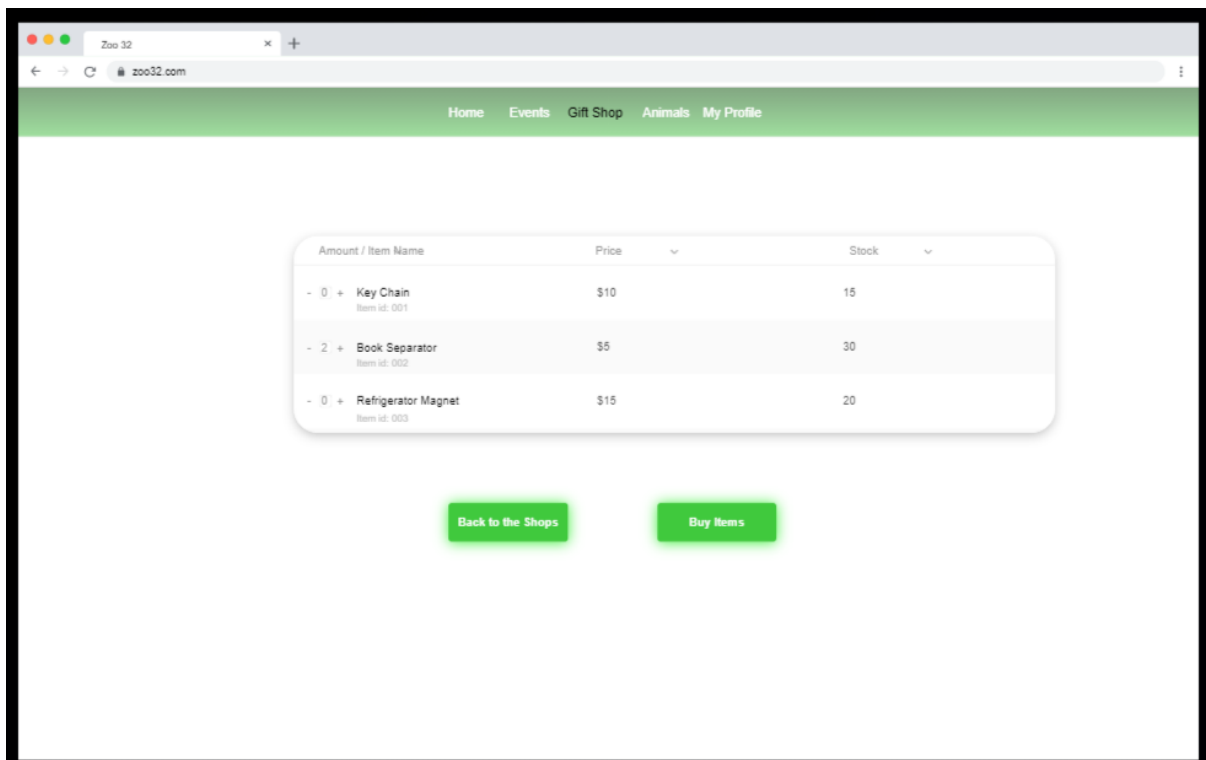 Zoo 32
zoo32.com
Home Events Gift Shop Animals My Profile
Amount / Item Name Price Stock
- 0 + Key Chain $10 15
Item id: 001
- 2 + Book Separator $5 30
Item id: 002
- 0 + Refrigerator Magnet $15 20
Item id: 003
Back to the Shops Buy Items